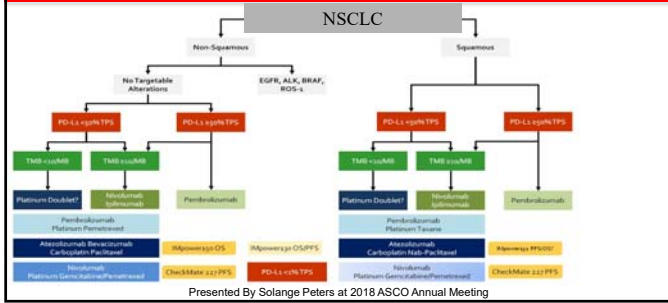 NSCLC
Non-Squamous
Squamous
No Targetable
Alterations
EGFR, ALK, BRAF,
ROS-1
PD-L1 <50% TPS
PD-L1 ≥50% TPS
PD-L1 <50% TPS
PD-L1 ≥50% TPS
TMB <10/MB
TMB ≥10/MB
TMB <10/MB
TMB ≥10/MB
Platinum Doublet?
Nivolumab
Ipilimumab
Pembrolizumab
Platinum Doublet?
Nivolumab
Ipilimumab
Pembrolizumab
Pembrolizumab
Platinum Pemetrexed
Pembrolizumab
Platinum Taxane
Atezolizumab Bevacizumab
Carboplatin Paclitaxel
IMpower150 OS
IMpower130 OS/PFS
Atezolizumab
Carboplatin Nab-Paclitaxel
IMpower131 PFS/OS?
Nivolumab
Platinum Gemcitabine/Pemetrexed
CheckMate 227 PFS
PD-L1 <1% TPS
Nivolumab
Platinum Gemcitabine/Pemetrexed
CheckMate 227 PFS
Presented By Solange Peters at 2018 ASCO Annual Meeting